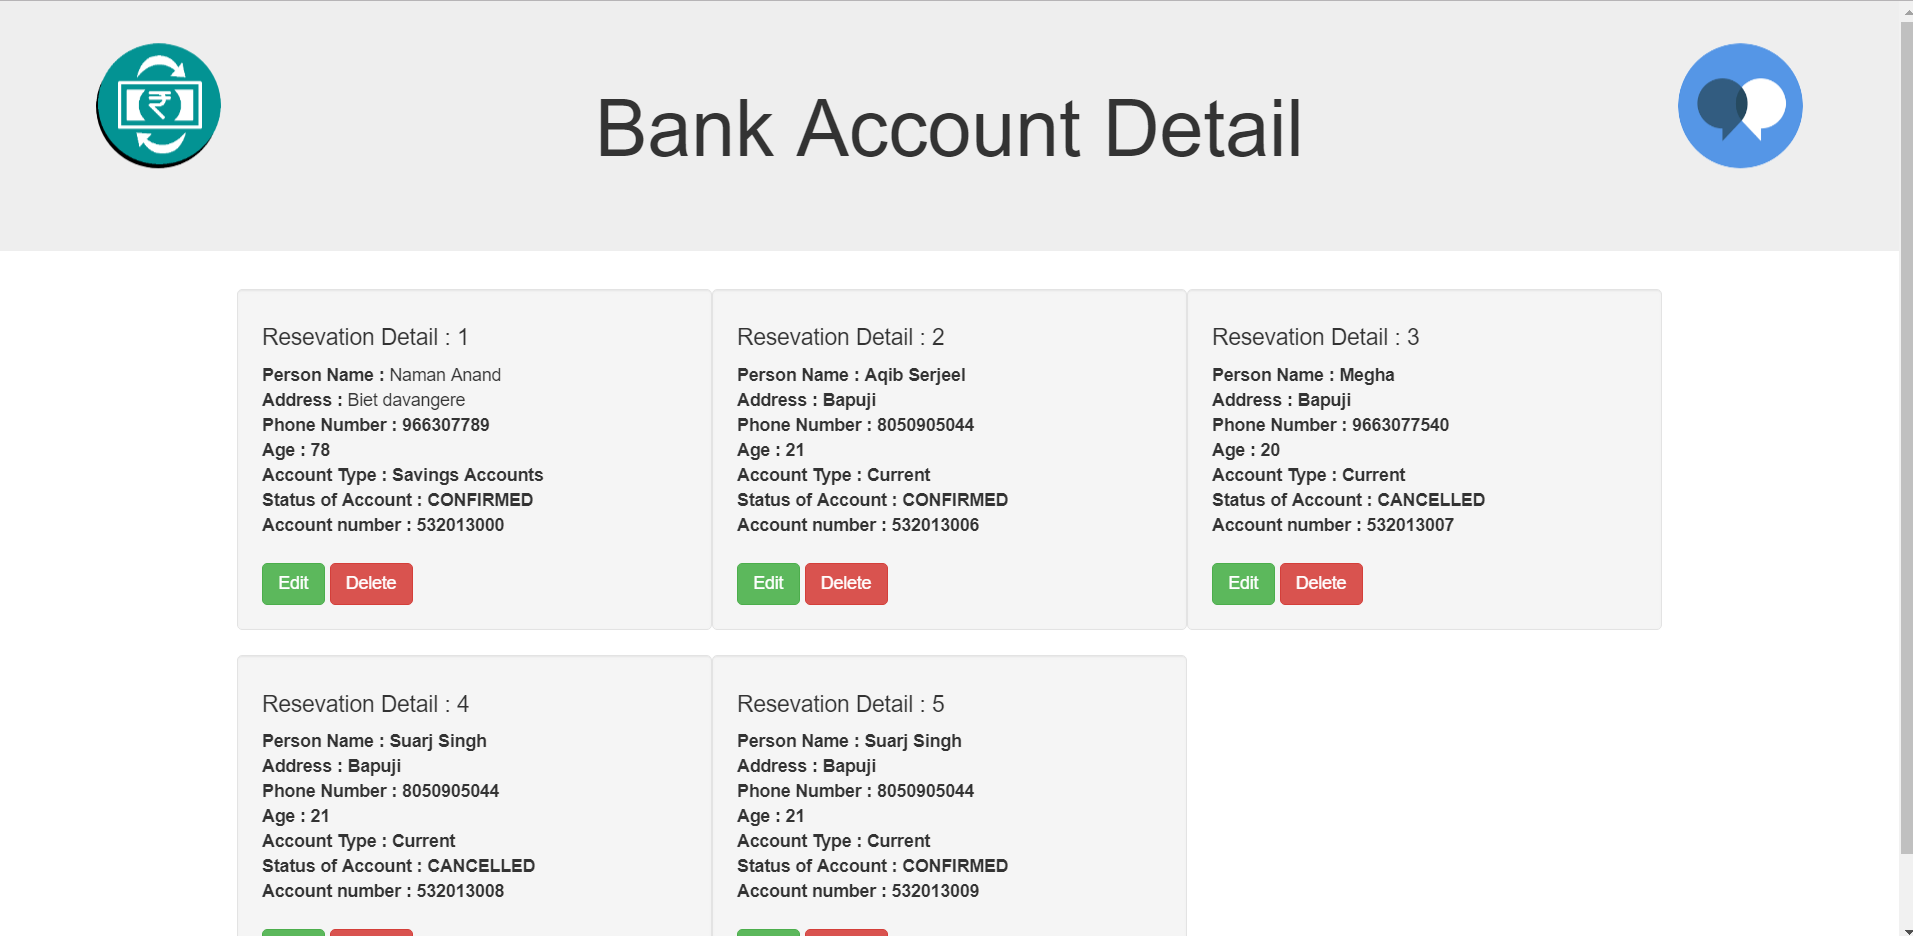 ₹
Bank Account Detail
Resevation Detail : 1
Person Name : Naman Anand
Address : Biet davangere
Phone Number : 966307789
Age : 78
Account Type : Savings Accounts
Status of Account : CONFIRMED
Account number : 532013000
Edit Delete
Resevation Detail : 2
Person Name : Aqib Serjeel
Address : Bapuji
Phone Number : 8050905044
Age : 21
Account Type : Current
Status of Account : CONFIRMED
Account number : 532013006
Edit Delete
Resevation Detail : 3
Person Name : Megha
Address : Bapuji
Phone Number : 9663077540
Age : 20
Account Type : Current
Status of Account : CANCELLED
Account number : 532013007
Edit Delete
Resevation Detail : 4
Person Name : Suarj Singh
Address : Bapuji
Phone Number : 8050905044
Age : 21
Account Type : Current
Status of Account : CANCELLED
Account number : 532013008
Resevation Detail : 5
Person Name : Suarj Singh
Address : Bapuji
Phone Number : 8050905044
Age : 21
Account Type : Current
Status of Account : CONFIRMED
Account number : 532013009